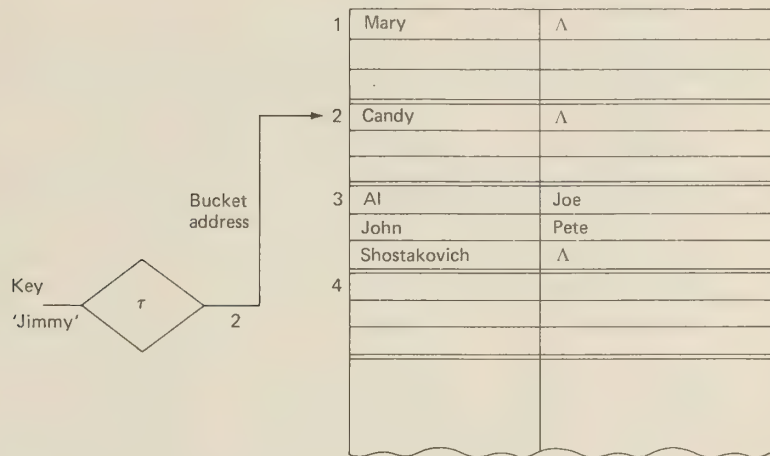 1 Mary Λ
2 Candy Λ
Bucket
address
3 Al Joe
John Pete
Shostakovich Λ
4
Key
'Jimmy'
τ
2